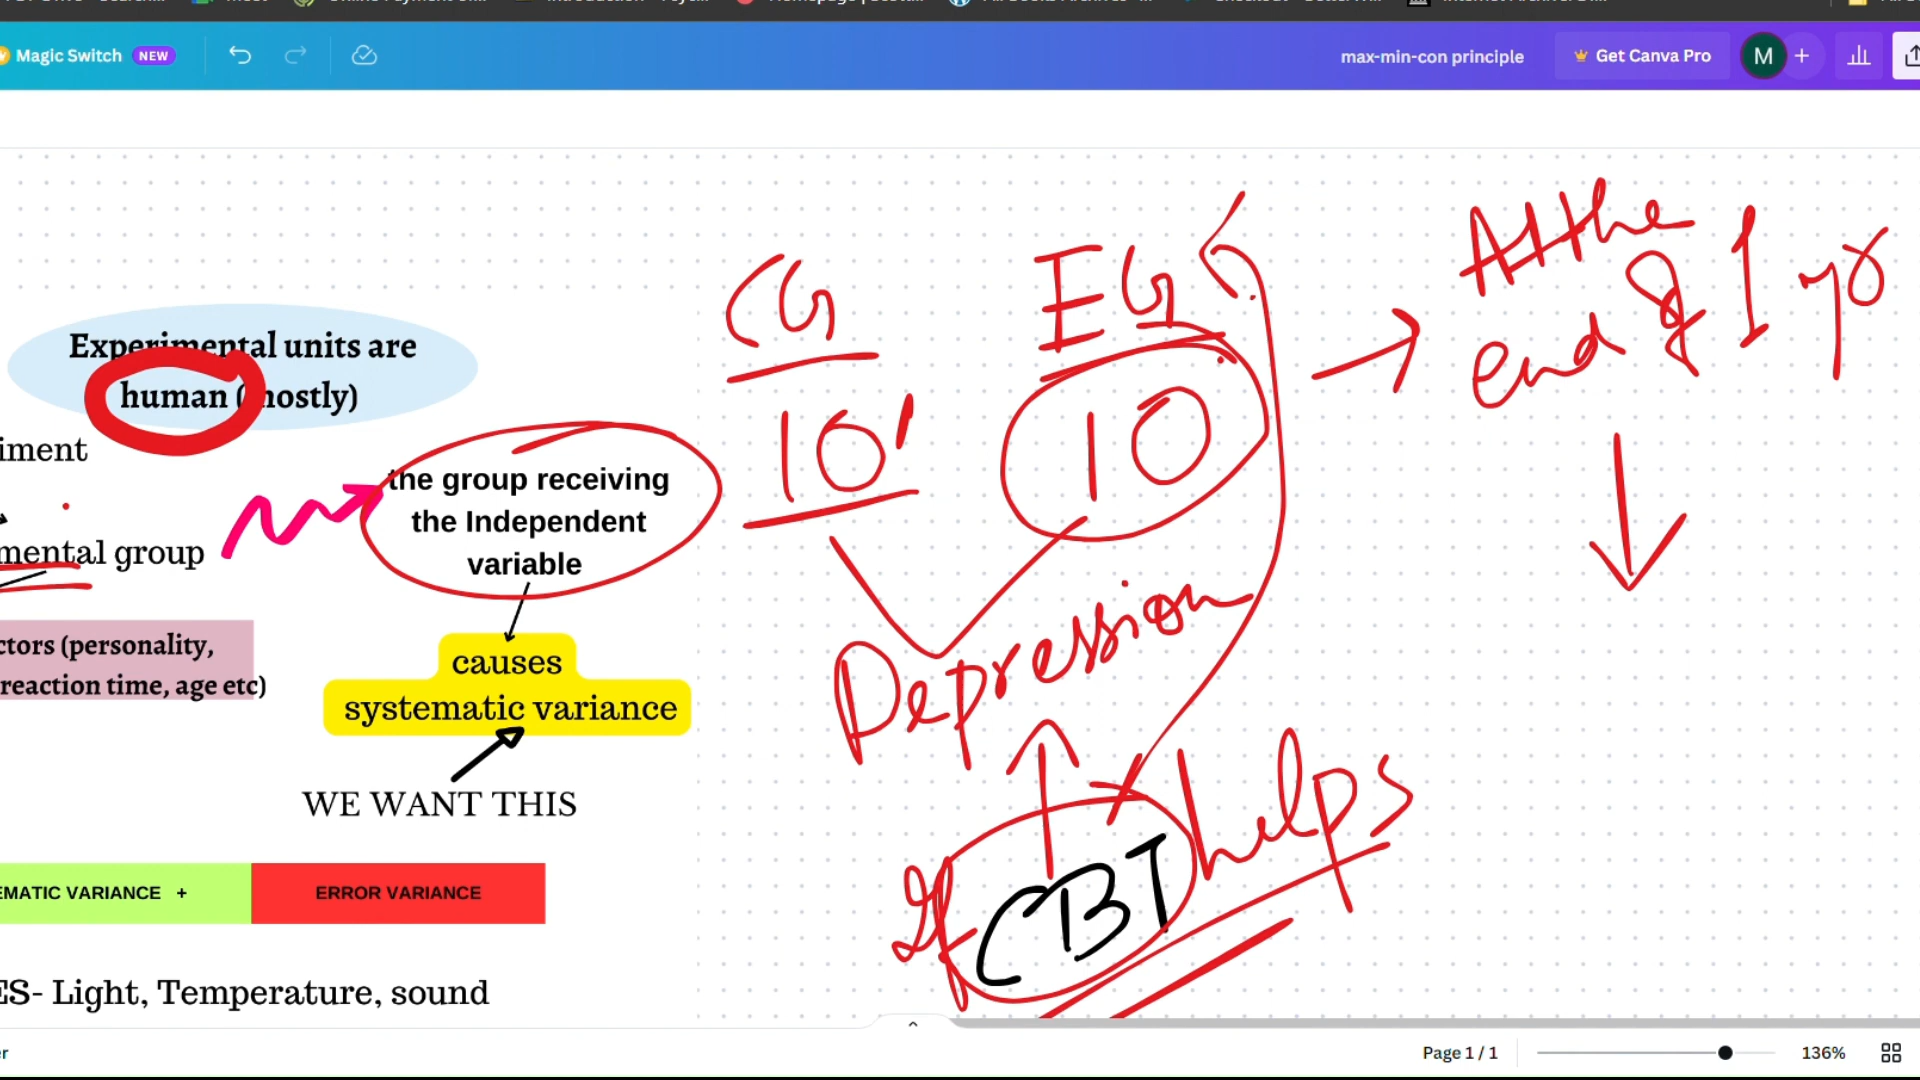 Magic Switch NEW
max-min-con principle
Get Canva Pro
M
Experimental units are
human (mostly)
iment
the group receiving
the Independent
variable
mental group
ctors (personality,
reaction time, age etc)
causes
systematic variance
WE WANT THIS
EMATIC VARIANCE +
ERROR VARIANCE
ES- Light, Temperature, sound
CG
EG
10
10
At the
end of 1 yr
Depression
If CBT helps
Page 1 / 1
136%